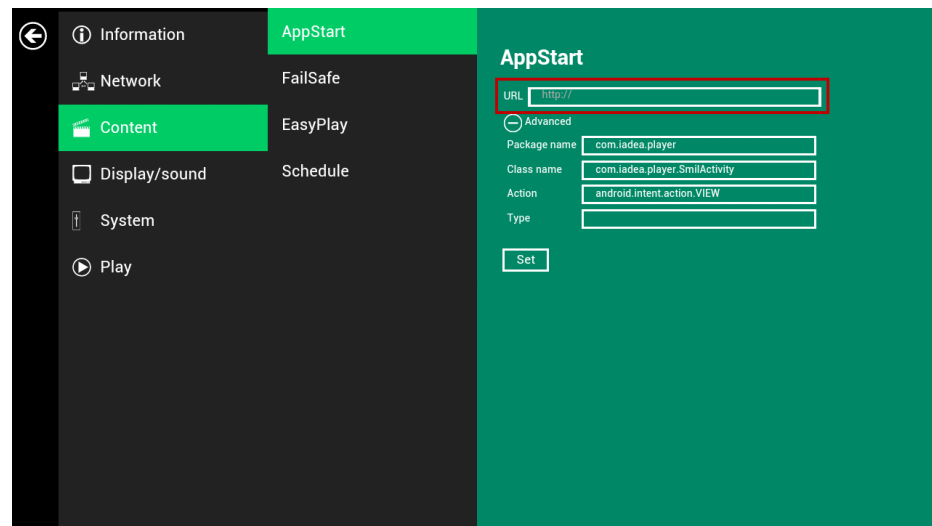 Information
Network
Content
Display/sound
System
Play
AppStart
FailSafe
EasyPlay
Schedule
AppStart
URL http://
Advanced
Package name com.iadea.player
Class name com.iadea.player.SmilActivity
Action android.intent.action.VIEW
Type
Set